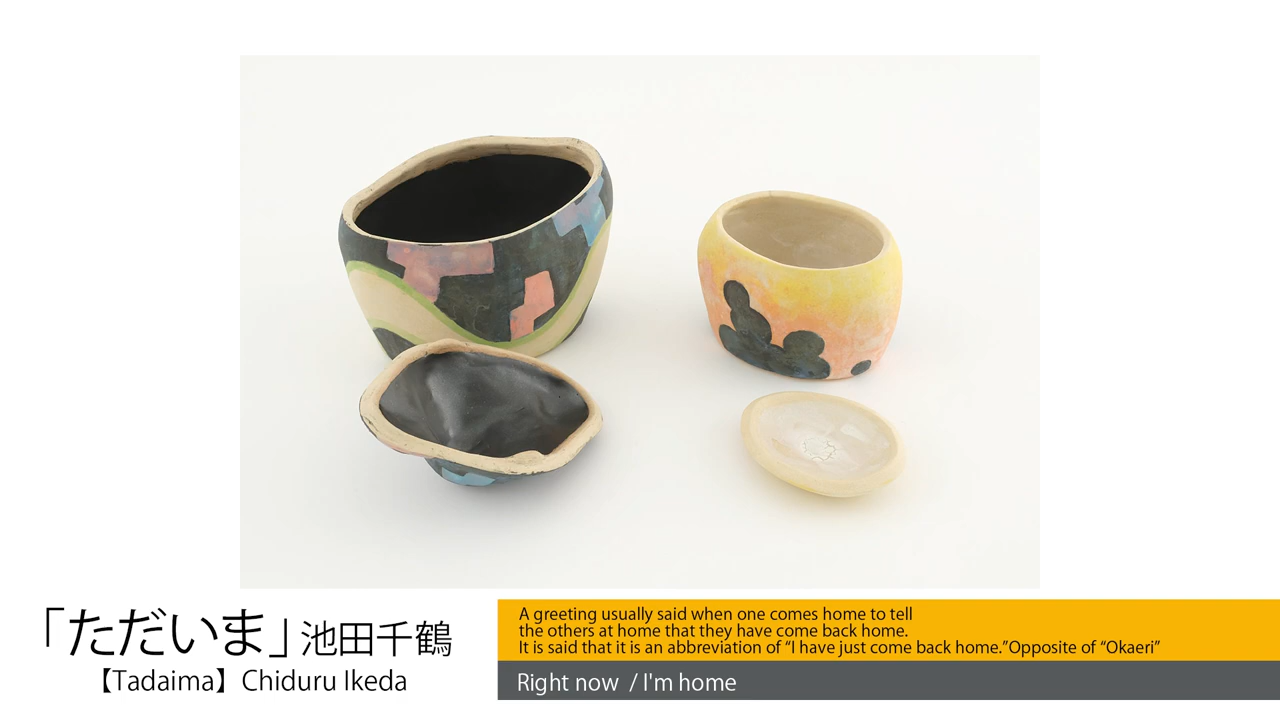 「ただいま」池田千鶴
【Tadaima】Chiduru Ikeda
A greeting usually said when one comes home to tell
the others at home that they have come back home.
It is said that it is an abbreviation of “I have just come back home.”Opposite of “Okaeri”
Right now / I'm home